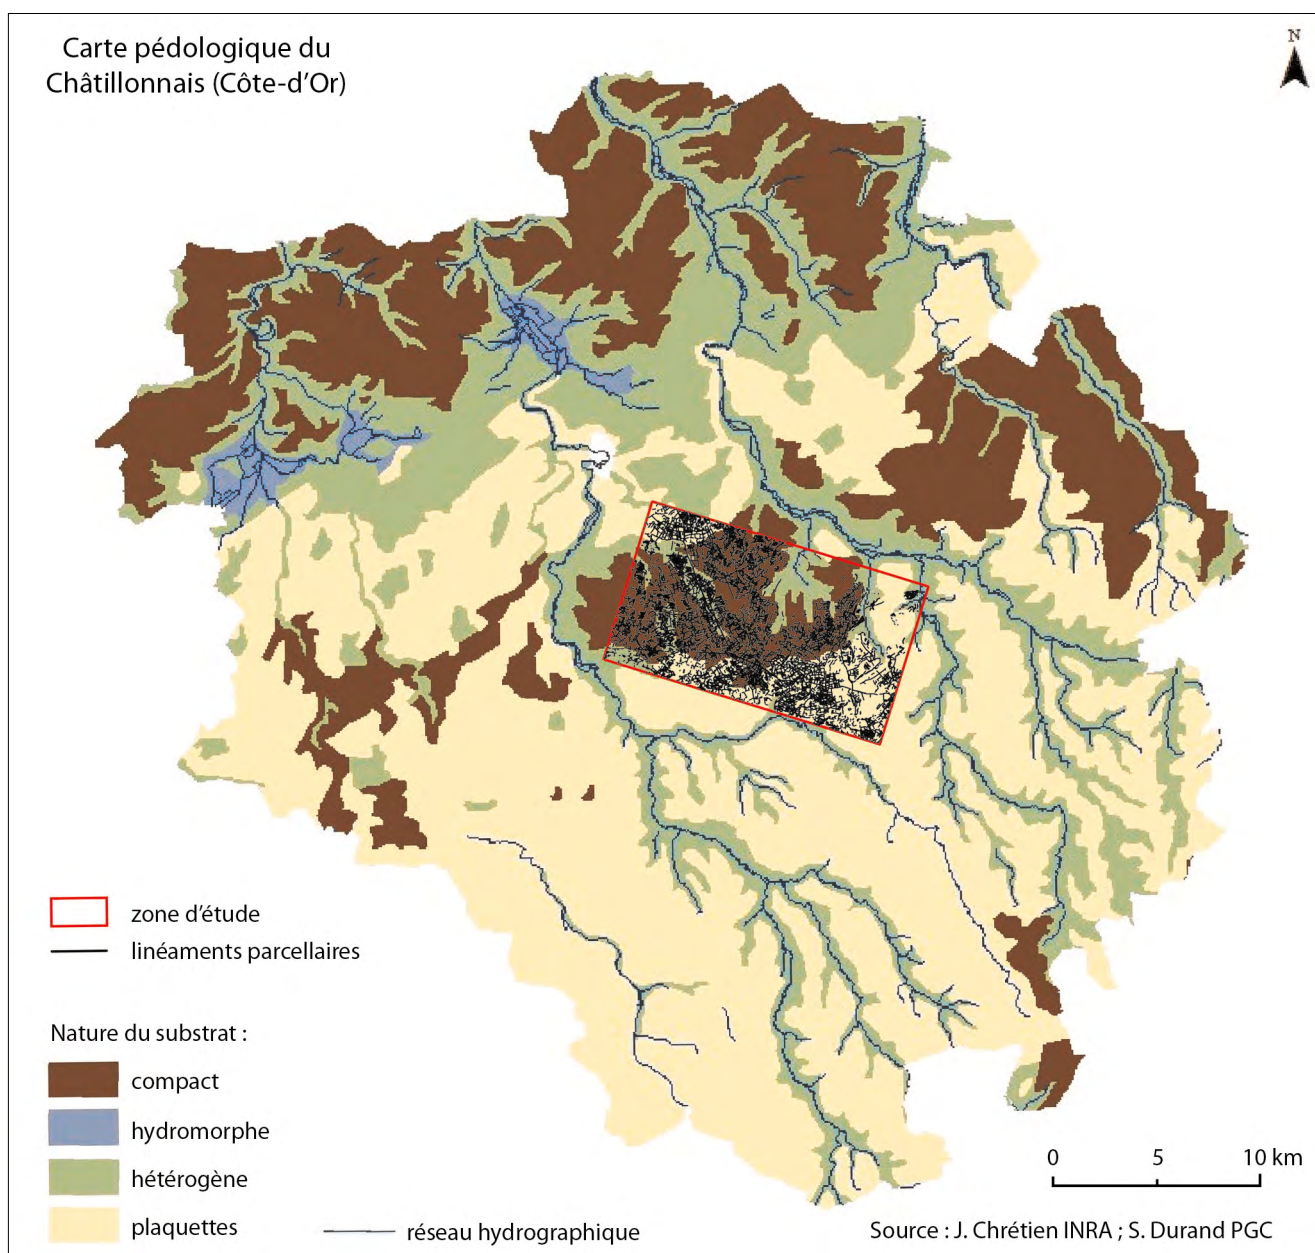 Carte pédologique du
Châtillonnais (Côte-d'Or)
N
zone d'étude
linéaments parcellaires
Nature du substrat :
compact
hydromorphe
hétérogène
plaquettes
réseau hydrographique
0 5 10 km
Source : J. Chrétien INRA ; S. Durand PGC